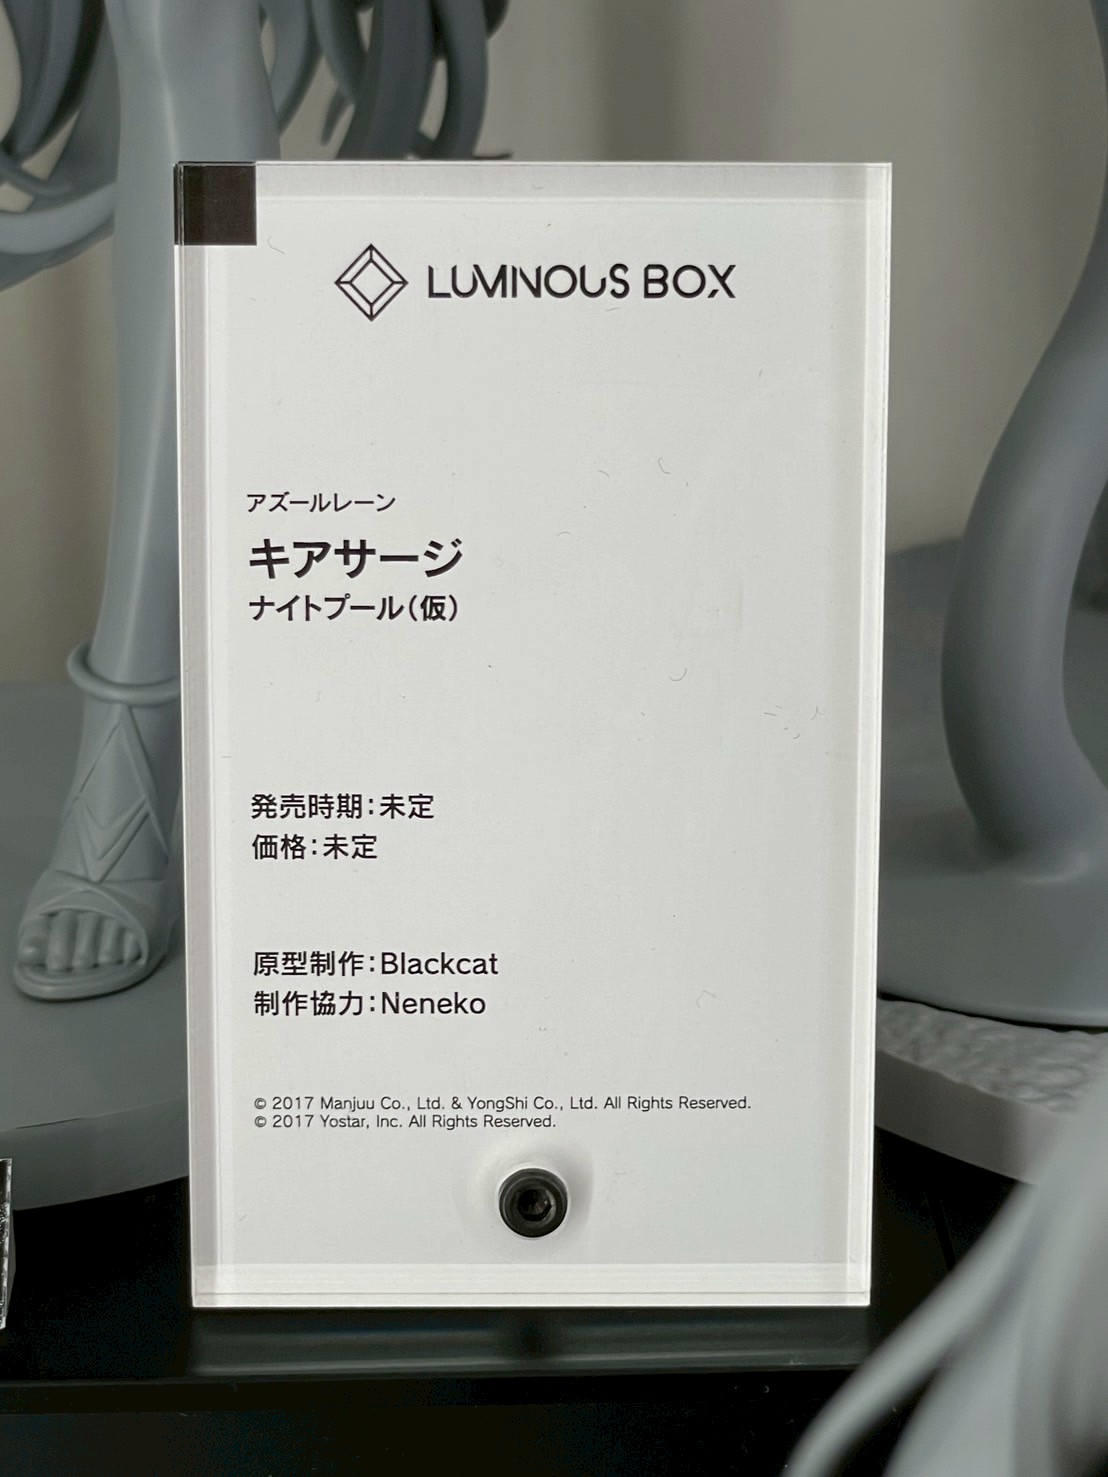 LUMINOUS BOX
アズールレーン
キアサージ
ナイトプール(仮)
発売時期:未定
価格:未定
原型制作:Blackcat
制作協力:Neneko
© 2017 Manjuu Co., Ltd. & YongShi Co., Ltd. All Rights Reserved.
© 2017 Yostar, Inc. All Rights Reserved.